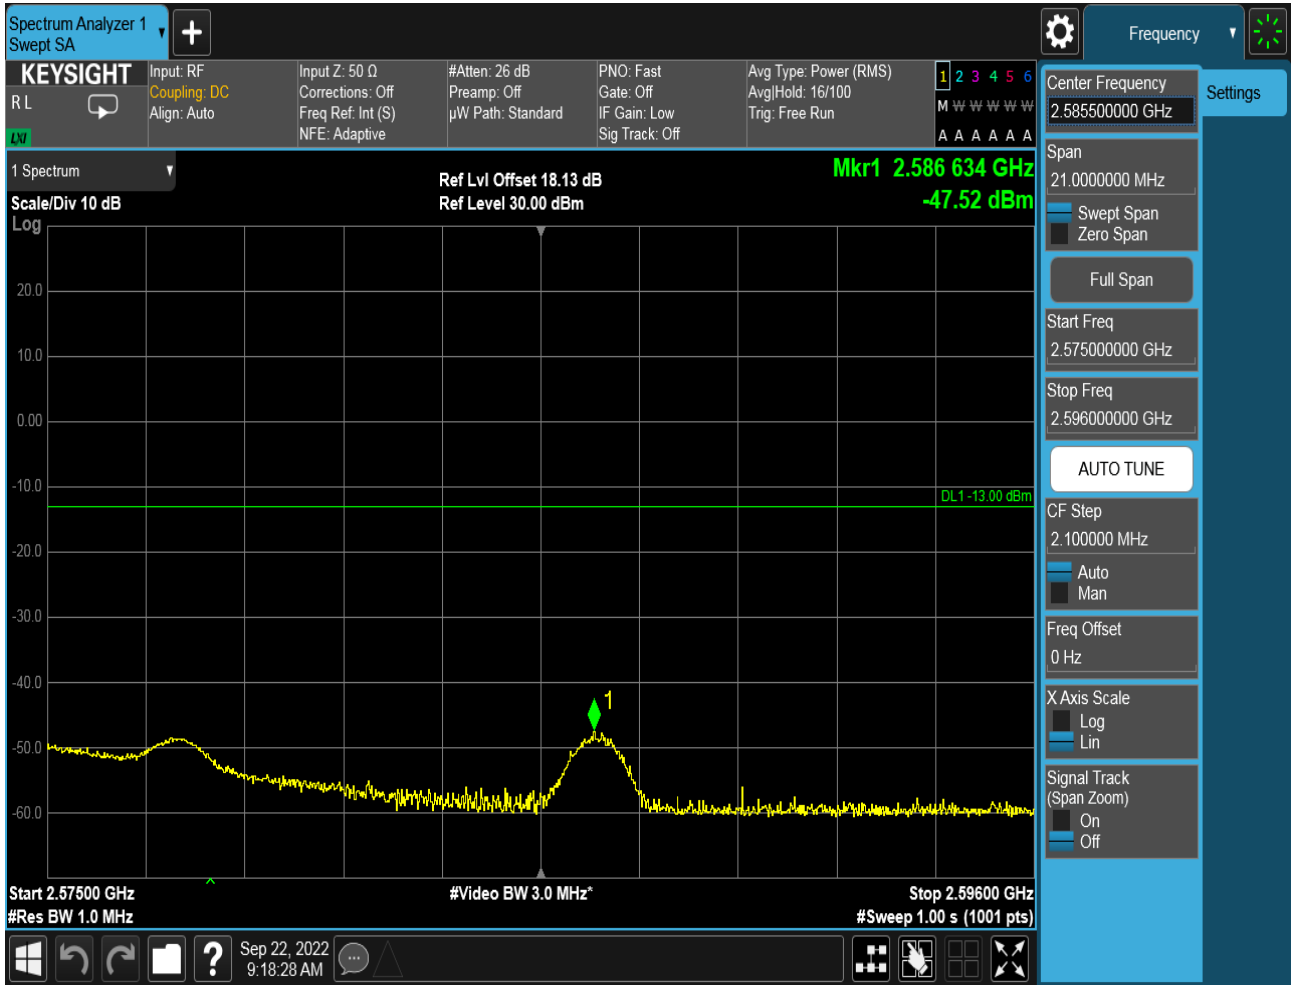 Spectrum Analyzer 1
Swept SA
+
Frequency
KEYSIGHT
R L
LXI
Input: RF
Coupling: DC
Align: Auto
Input Z: 50 Ω
Corrections: Off
Freq Ref: Int (S)
NFE: Adaptive
#Atten: 26 dB
Preamp: Off
µW Path: Standard
PNO: Fast
Gate: Off
IF Gain: Low
Sig Track: Off
Avg Type: Power (RMS)
Avg|Hold: 16/100
Trig: Free Run
1 2 3 4 5 6
M W W W W W
A A A A A A
1 Spectrum
Scale/Div 10 dB
Log
Ref Lvl Offset 18.13 dB
Ref Level 30.00 dBm
Mkr1 2.586 634 GHz
-47.52 dBm
20.0
10.0
0.00
-10.0
DL1 -13.00 dBm
-20.0
-30.0
-40.0
1
-50.0
-60.0
Start 2.57500 GHz
#Video BW 3.0 MHz*
Stop 2.59600 GHz
#Res BW 1.0 MHz
#Sweep 1.00 s (1001 pts)
Center Frequency
2.585500000 GHz
Settings
Span
21.0000000 MHz
Swept Span
Zero Span
Full Span
Start Freq
2.575000000 GHz
Stop Freq
2.596000000 GHz
AUTO TUNE
CF Step
2.100000 MHz
Auto
Man
Freq Offset
0 Hz
X Axis Scale
Log
Lin
Signal Track
(Span Zoom)
On
Off
?
Sep 22, 2022
9:18:28 AM